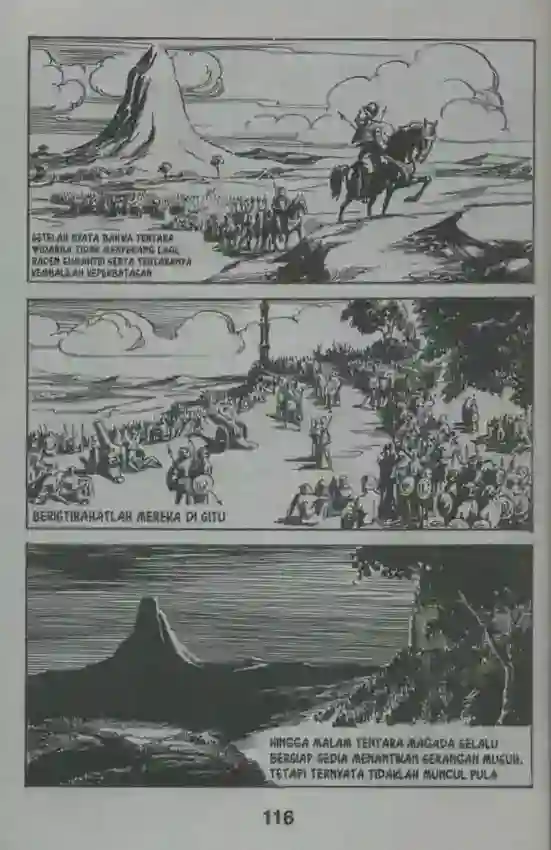 SETELAH NYATA BAHWA TENTARA
WIDARBA TIDAK MENYERANG LAGI,
RADEN SUMANTRI SERTA TENTARANYA
KEMBALILAH KEPERBATASAN
BERISTIRAHATLAH MEREKA DI SITU
HINGGA MALAM TENTARA MAGADA SELALU
BERSIAP SEDIA MENANTIKAN SERANGAN MUSUH.
TETAPI TERNYATA TIDAKLAH MUNCUL PULA
116